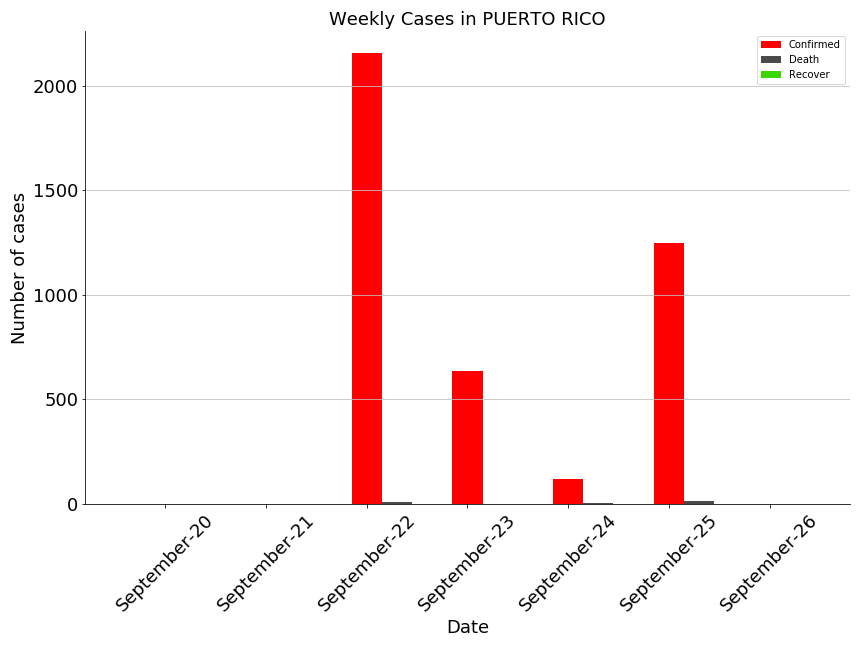 Weekly Cases in PUERTO RICO
Confirmed
Death
Recover
Number of cases
2000
1500
1000
500
0
September-20
September-21
September-22
September-23
September-24
September-25
September-26
Date